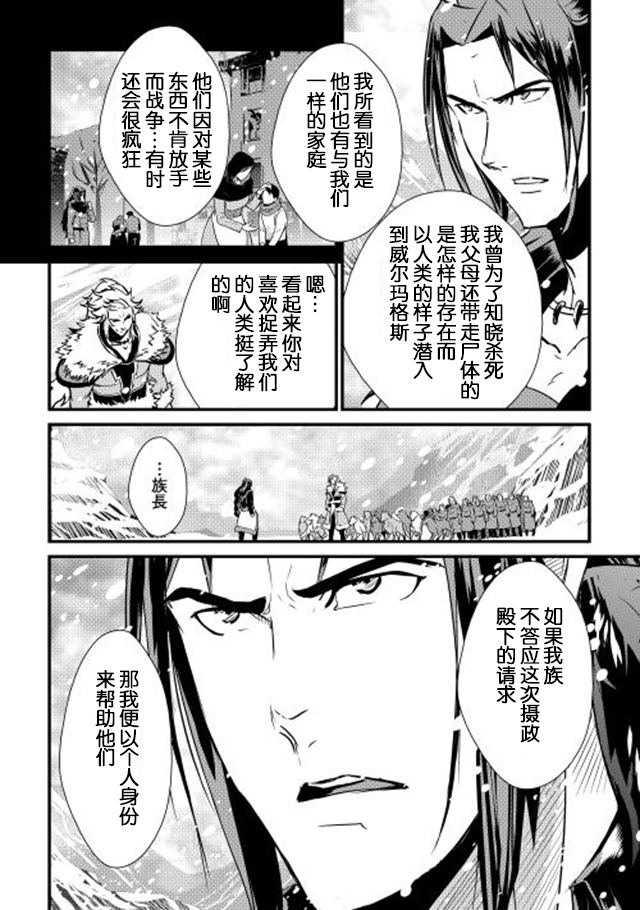 我曾为了知晓杀死
我父母还带走尸体的
是怎样的存在而
以人类的样子潜入
到威尔玛格斯
我所看到的是
他们也有与我们
一样的家庭
他们因对某些
东西不肯放手
而战争…有时
还会很疯狂
嗯…
看起来你对
喜欢捉弄我们
的人类挺了解
的啊
…族長
如果我族
不答应这次摄政
殿下的请求
那我便以个人身份
来帮助他们